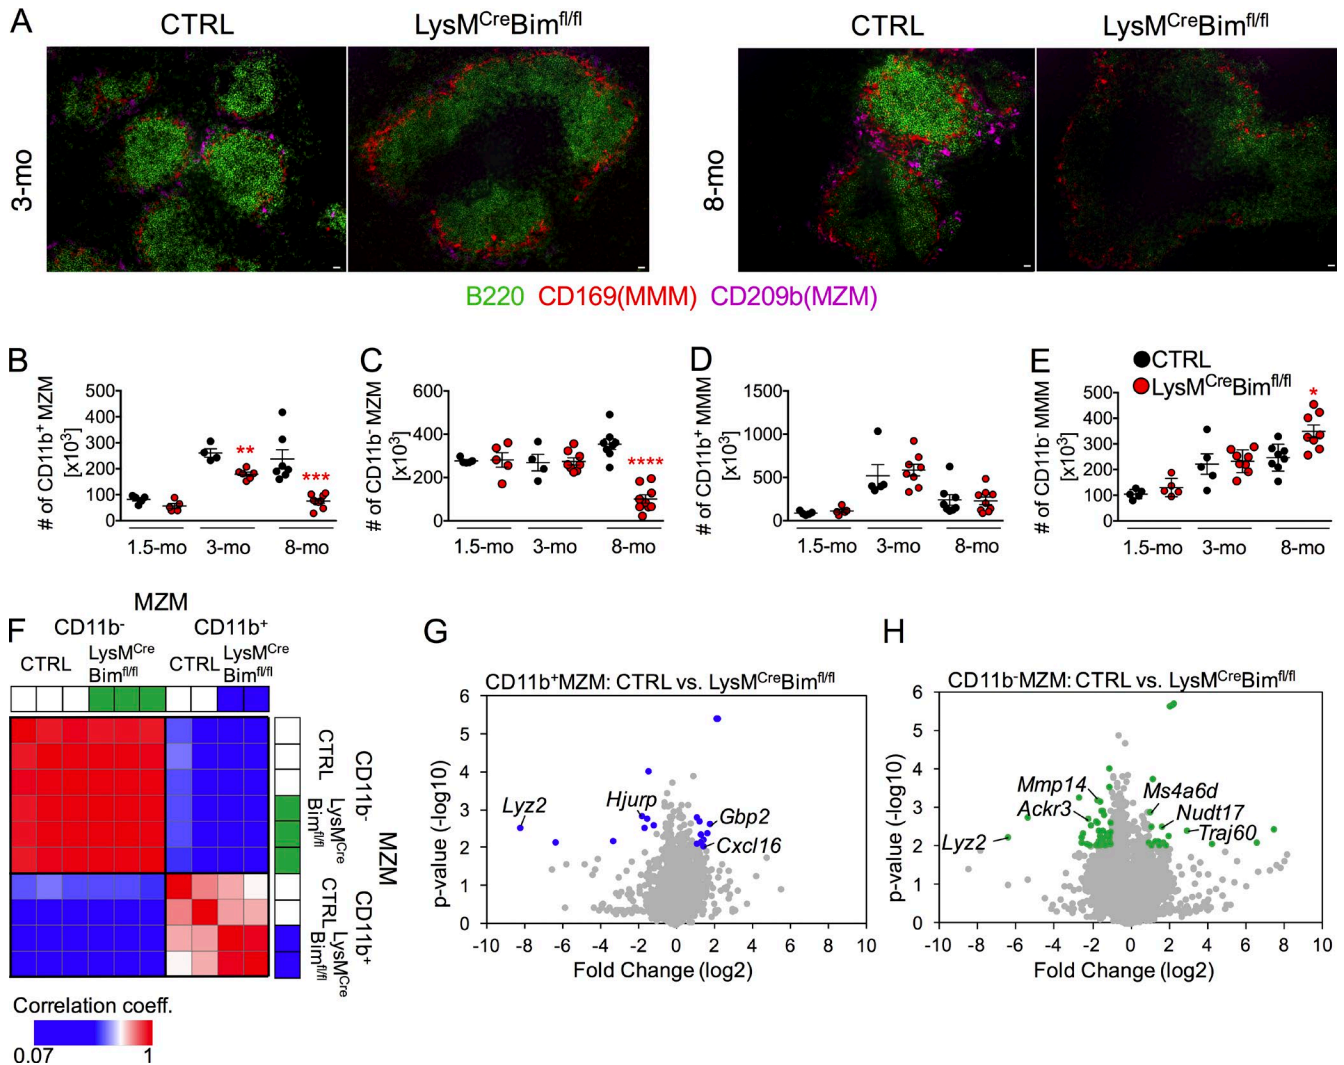 A
CTRL
LysMCreBimfl/fl
CTRL
LysMCreBimfl/fl
3-mo
8-mo
B220 CD169(MMM) CD209b(MZM)
B
# of CD11b+ MZM
[x103]
500
400
300
200
100
0
**
***
1.5-mo 3-mo 8-mo
C
# of CD11b- MZM
[x103]
600
400
200
0
****
1.5-mo 3-mo 8-mo
D
# of CD11b+ MMM
[x103]
1500
1000
500
0
1.5-mo 3-mo 8-mo
E
CTRL
LysMCreBimfl/fl
# of CD11b- MMM
[x103]
500
400
300
200
100
0
*
1.5-mo 3-mo 8-mo
F
MZM
CD11b- CD11b+
CTRL LysMCre Bimfl/fl CTRL LysMCre Bimfl/fl
CTRL
LysMCre Bimfl/fl
CD11b-
CTRL
LysMCre Bimfl/fl
CD11b+
MZM
Correlation coeff.
0.07 1
G
CD11b+MZM: CTRL vs. LysMCreBimfl/fl
p-value (-log10)
6
5
4
3
2
1
0
Lyz2
Hjurp
Gbp2
Cxcl16
-10 -8 -6 -4 -2 0 2 4 6 8 10
Fold Change (log2)
H
CD11b-MZM: CTRL vs. LysMCreBimfl/fl
p-value (-log10)
6
5
4
3
2
1
0
Mmp14
Ackr3
Lyz2
Ms4a6d
Nudt17
Traj60
-10 -8 -6 -4 -2 0 2 4 6 8 10
Fold Change (log2)